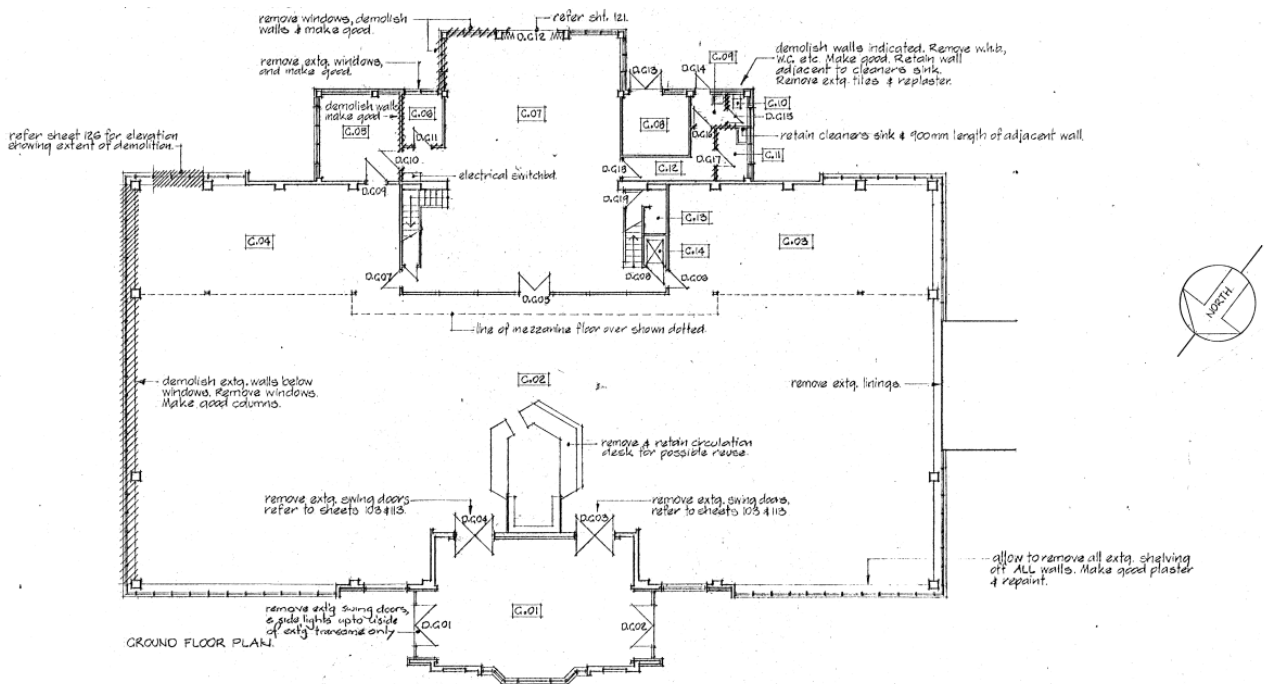 remove windows, demolish
walls & make good.
refer sht. 121.
D.G12
remove extg. windows,
and make good.
demolish walls indicated. Remove w.h.b,
W.C. etc. Make good. Retain wall
adjacent to cleaners sink.
Remove extg. tiles & replaster.
G.09
D.G13
D.G14
G.10
D.G15
demolish wall
make good
G.05
G.06
G.07
G.08
D.G16
retain cleaners sink & 900mm length of adjacent wall.
refer sheet 126 for elevation
showing extent of demolition.
D.G11
D.G10
D.G17
G.11
D.G18
G.12
D.G09
electrical switchbd.
D.G19
G.13
G.04
G.14
G.03
D.G07
D.G08
D.G06
D.G05
line of mezzanine floor over shown dotted.
NORTH
demolish extg. walls below
windows. Remove windows.
Make good columns.
G.02
remove extg. linings.
remove & retain circulation
desk for possible reuse.
remove extg. swing doors,
refer to sheets 103 & 113.
D.G04
D.G03
remove extg. swing doors,
refer to sheets 103 & 113
allow to remove all extg. shelving
off ALL walls. Make good plaster
& repaint.
remove extg swing doors,
& side lights upto u'side
of extg transome only
D.G01
G.01
D.G02
GROUND FLOOR PLAN.